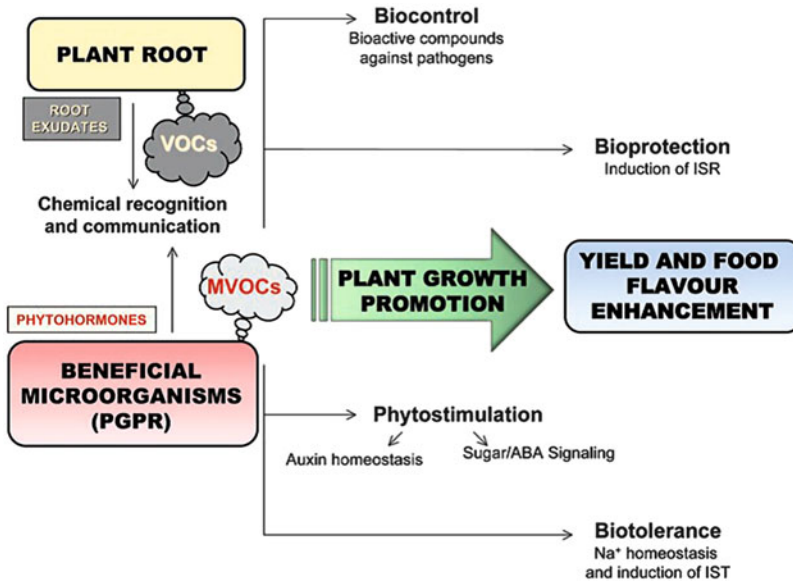 Biocontrol
Bioactive compounds
against pathogens
PLANT ROOT
ROOT
EXUDATES
VOCs
Bioprotection
Induction of ISR
Chemical recognition
and communication
MVOCs
PLANT GROWTH
PROMOTION
YIELD AND FOOD
FLAVOUR
ENHANCEMENT
PHYTOHORMONES
BENEFICIAL
MICROORGANISMS
(PGPR)
Phytostimulation
Auxin homeostasis
Sugar/ABA Signaling
Biotolerance
Na⁺ homeostasis
and induction of IST